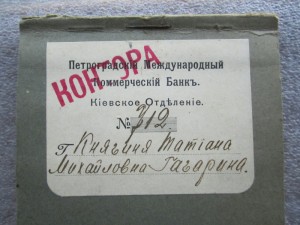 Петроградскій Международный
Коммерческій Банкъ.
КОНТОРА
Кіевское Отдѣленіе.
№ 312.
Княгиня Татіана
Михайловна Гагарина.